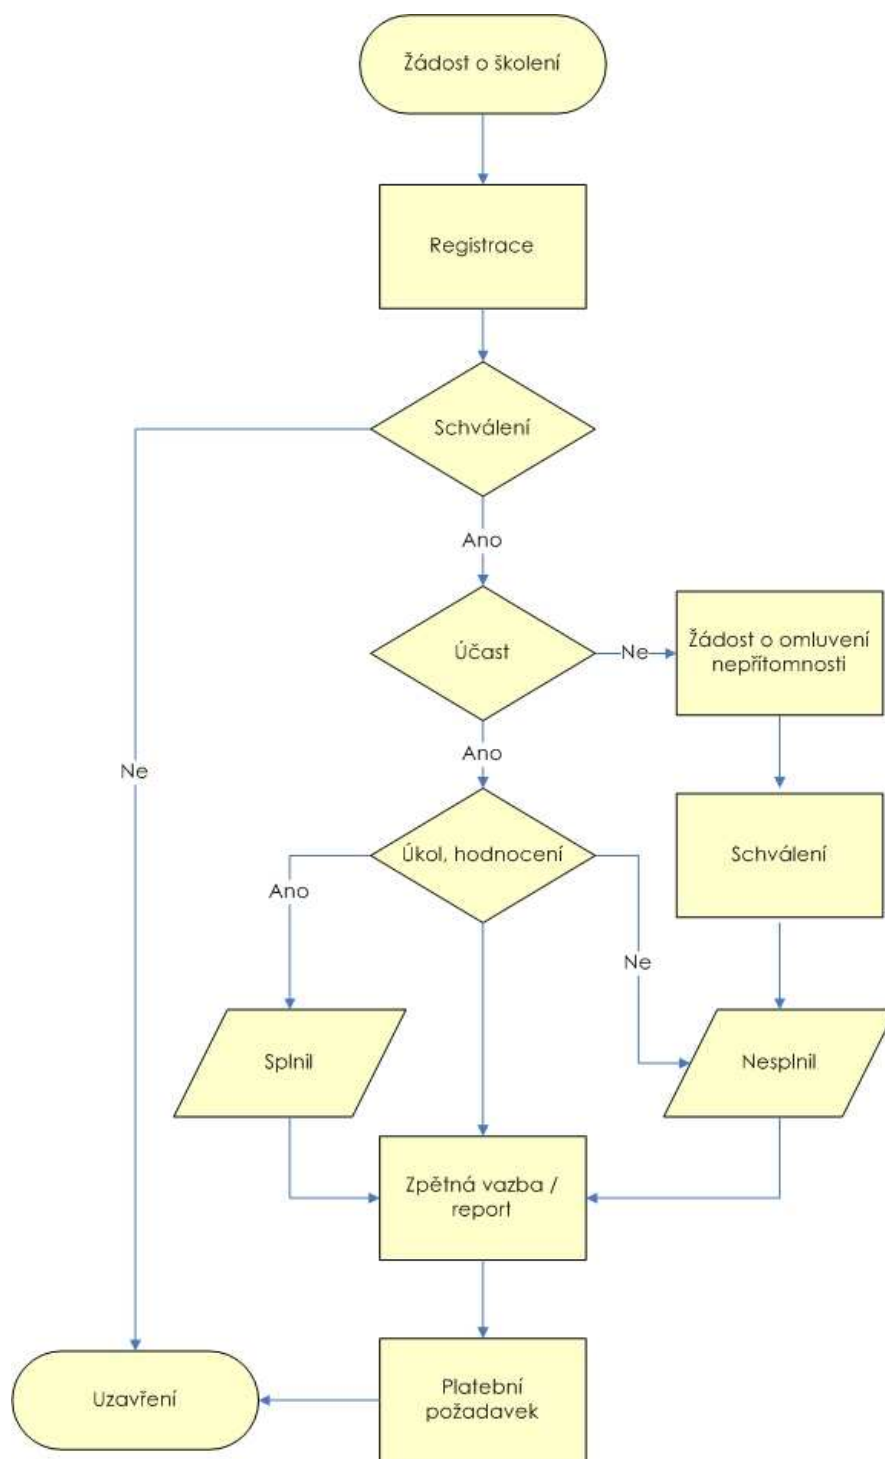 Žádost o školení
Registrace
Schválení
Ano
Účast
Ne
Žádost o omluvení
nepřítomnosti
Ano
Ne
Úkol, hodnocení
Schválení
Ano
Ne
Splnil
Nesplnil
Zpětná vazba /
report
Uzavření
Platební
požadavek